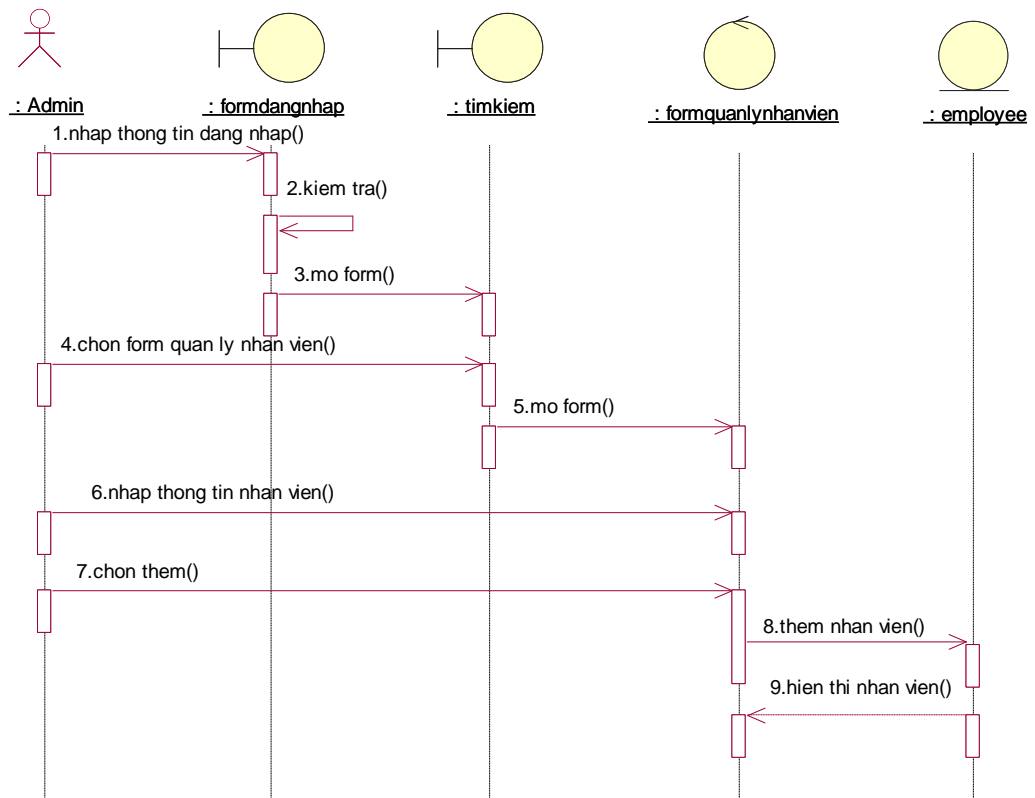 : Admin
: formdangnhap
: timkiem
: formquanlynhanvien
: employee
1.nhap thong tin dang nhap()
2.kiem tra()
3.mo form()
4.chon form quan ly nhan vien()
5.mo form()
6.nhap thong tin nhan vien()
7.chon them()
8.them nhan vien()
9.hien thi nhan vien()